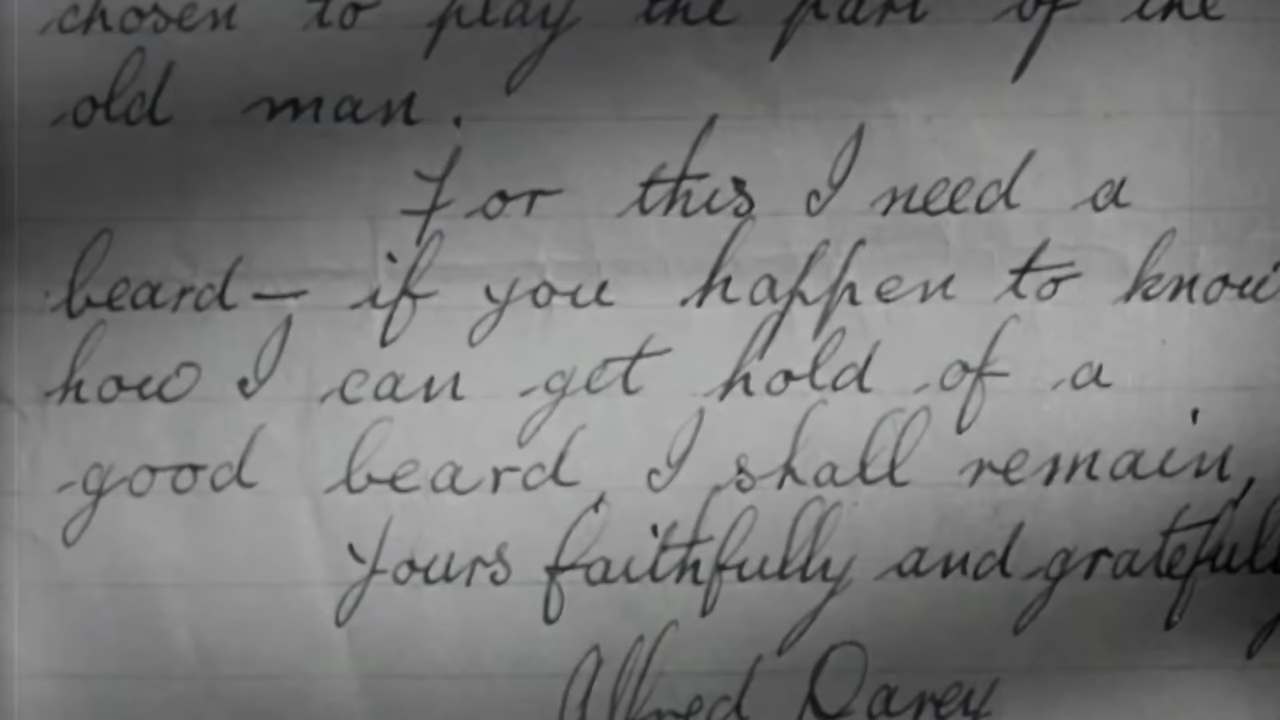 chosen to play the part of the
old man.
For this I need a
beard - if you happen to know
how I can get hold of a
good beard, I shall remain,
Yours faithfully and gratefully
Alfred Davey